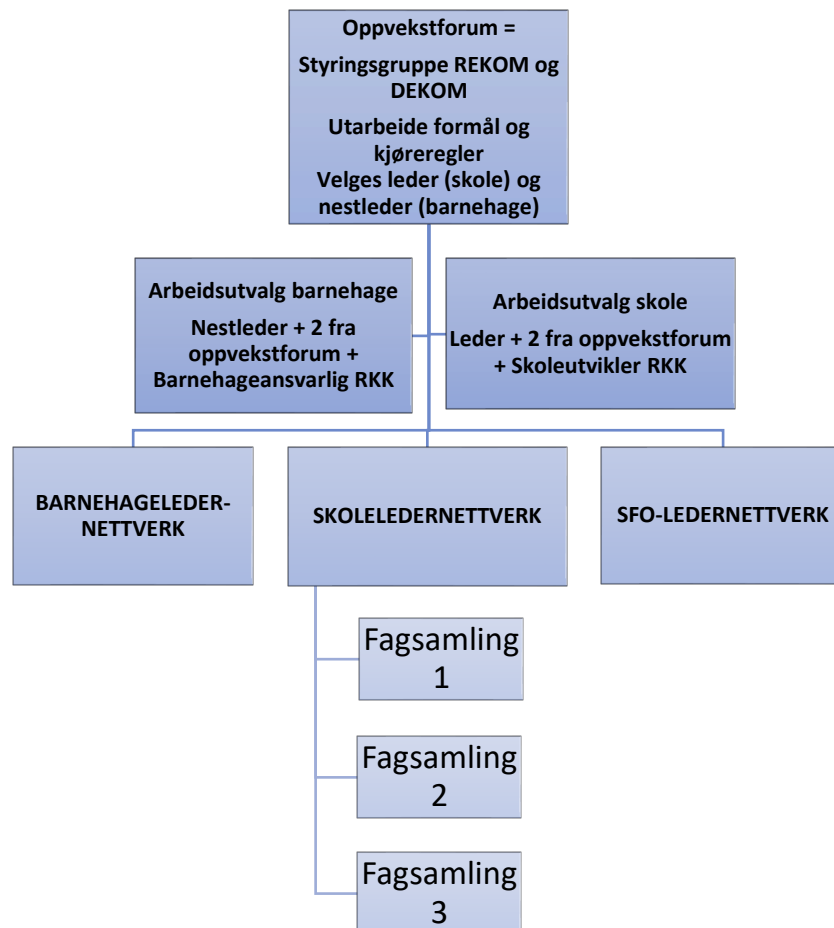 Oppvekstforum =
Styringsgruppe REKOM og
DEKOM
Utarbeide formål og
kjøreregler
Velges leder (skole) og
nestleder (barnehage)
Arbeidsutvalg barnehage
Nestleder + 2 fra
oppvekstforum +
Barnehageansvarlig RKK
Arbeidsutvalg skole
Leder + 2 fra oppvekstforum
+ Skoleutvikler RKK
BARNEHAGELEDER-
NETTVERK
SKOLELEDERNETTVERK
SFO-LEDERNETTVERK
Fagsamling
1
Fagsamling
2
Fagsamling
3